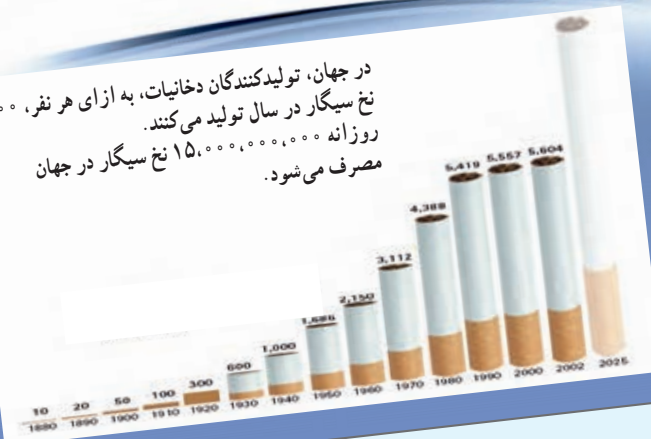 در جهان، تولیدکنندگان دخانیات، به ازای هر نفر،
نخ سیگار در سال تولید می‌کنند.
روزانه ۱۵،۰۰۰،۰۰۰،۰۰۰ نخ سیگار در جهان
مصرف می‌شود.
10 20 50 100 300 600 1,000 1,686 2,150 3,112 4,388 5,419 5,557 5,604
1880 1890 1900 1910 1920 1930 1940 1950 1960 1970 1980 1990 2000 2002 2025